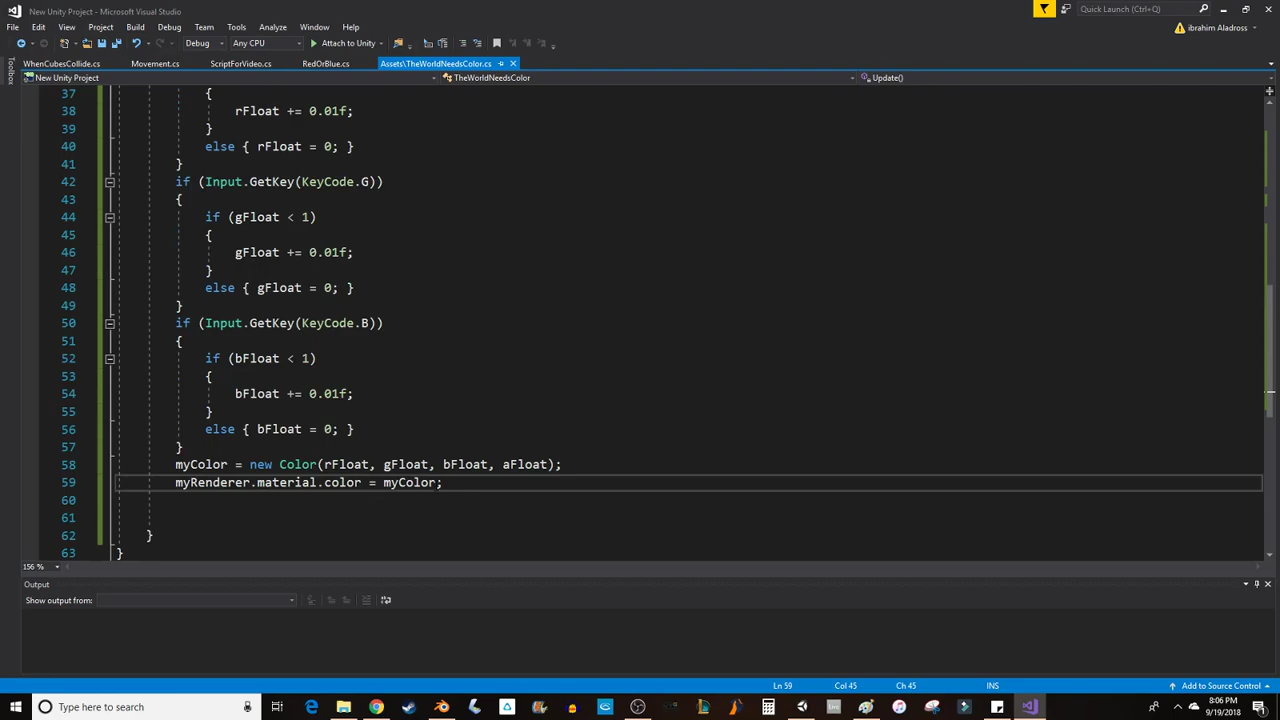 New Unity Project - Microsoft Visual Studio
Quick Launch (Ctrl+Q)
File Edit View Project Build Debug Team Tools Architecture Test Analyze Window Help
ibrahim Aladross
Debug Any CPU Attach to Unity
WhenCubesCollide.cs Movement.cs ScriptForVideo.cs RedOrBlue.cs Assets\TheWorldNeedsColor.cs
Toolbox
New Unity Project TheWorldNeedsColor Update()
37 {
38 rFloat += 0.01f;
39 }
40 else { rFloat = 0; }
41 }
42 if (Input.GetKey(KeyCode.G))
43 {
44 if (gFloat < 1)
45 {
46 gFloat += 0.01f;
47 }
48 else { gFloat = 0; }
49 }
50 if (Input.GetKey(KeyCode.B))
51 {
52 if (bFloat < 1)
53 {
54 bFloat += 0.01f;
55 }
56 else { bFloat = 0; }
57 }
58 myColor = new Color(rFloat, gFloat, bFloat, aFloat);
59 myRenderer.material.color = myColor;
60
61
62 }
63 }
156 %
Output
Show output from:
Ln 59 Col 45 Ch 45 INS Add to Source Control
Type here to search
8:06 PM
9/19/2018